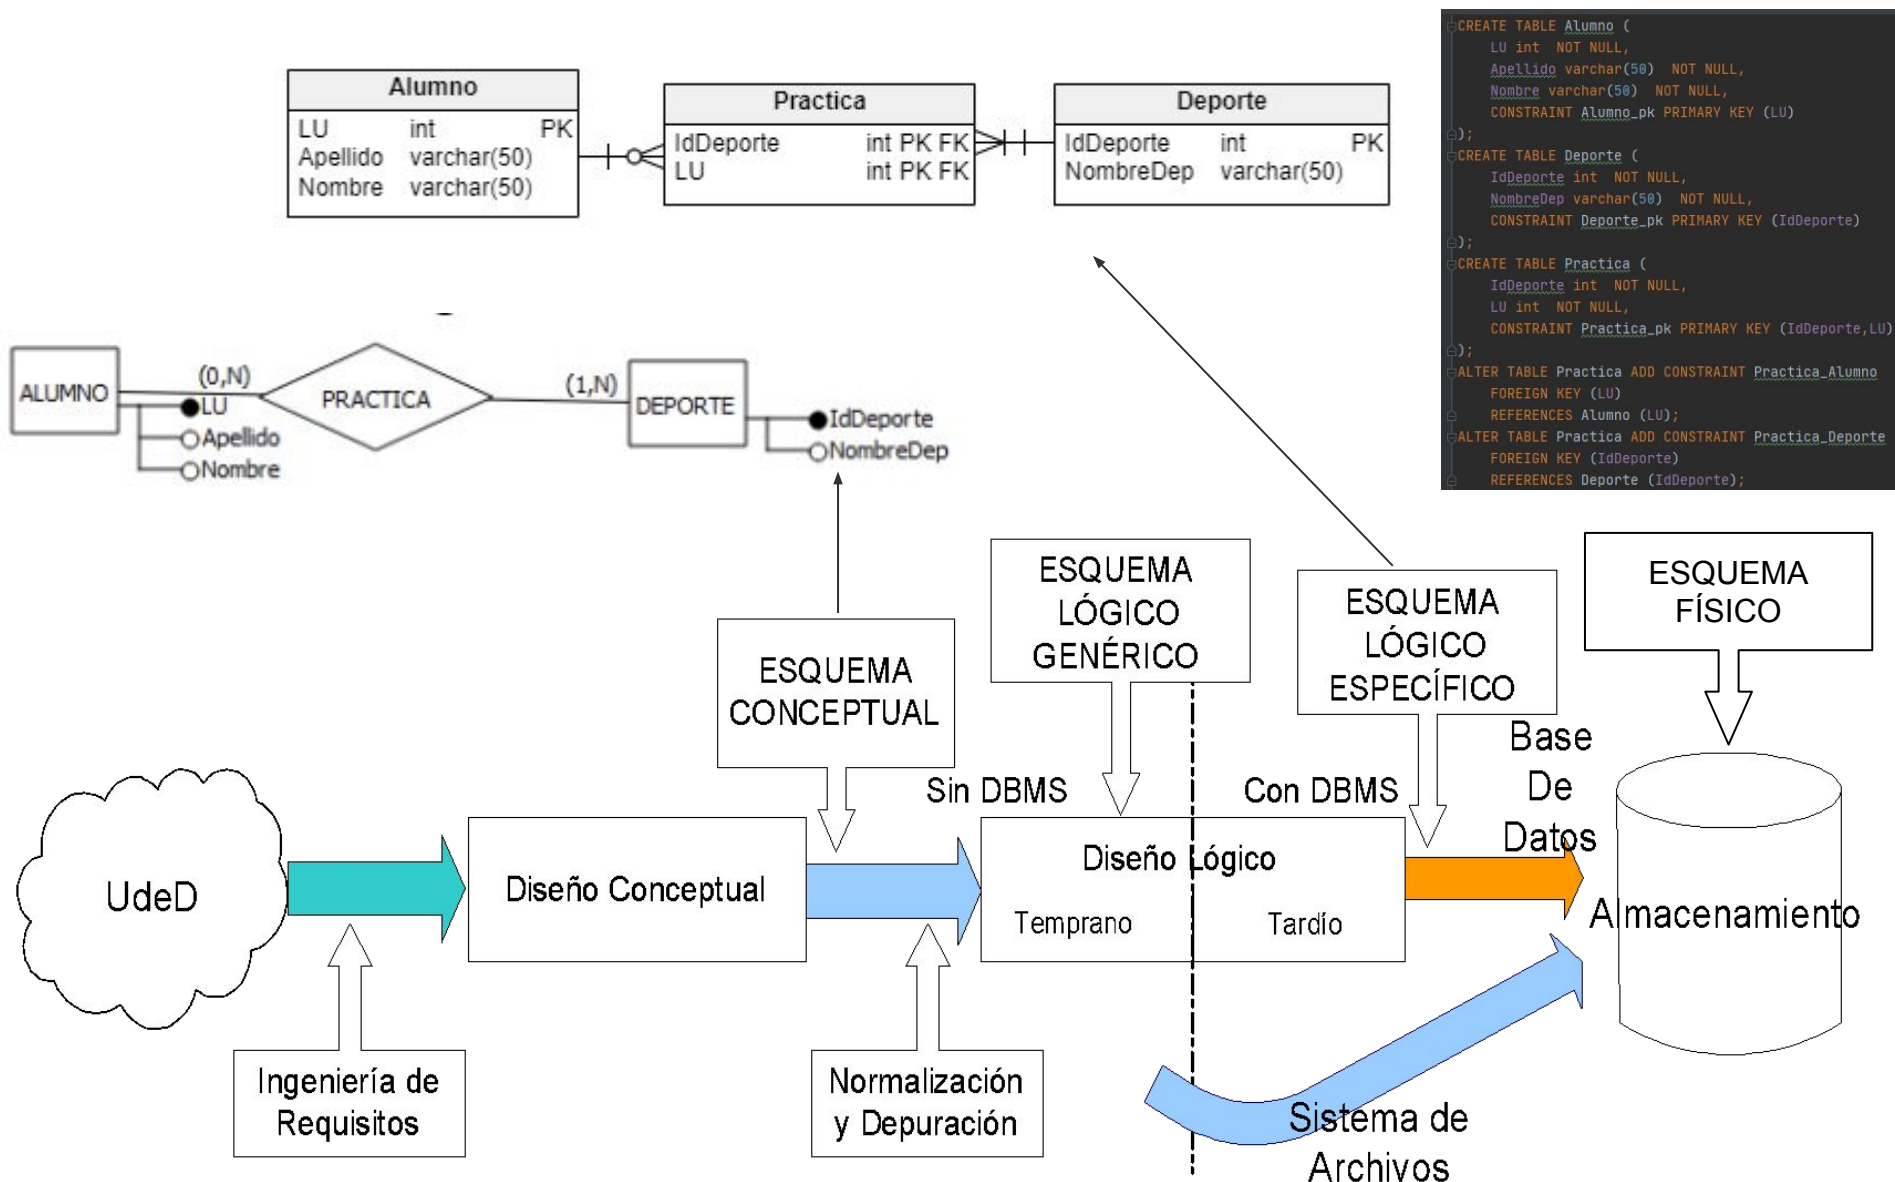 Alumno
LU int PK
Apellido varchar(50)
Nombre varchar(50)
Practica
IdDeporte int PK FK
LU int PK FK
Deporte
IdDeporte int PK
NombreDep varchar(50)
CREATE TABLE Alumno (
LU int NOT NULL,
Apellido varchar(50) NOT NULL,
Nombre varchar(50) NOT NULL,
CONSTRAINT Alumno_pk PRIMARY KEY (LU)
);
CREATE TABLE Deporte (
IdDeporte int NOT NULL,
NombreDep varchar(50) NOT NULL,
CONSTRAINT Deporte_pk PRIMARY KEY (IdDeporte)
);
CREATE TABLE Practica (
IdDeporte int NOT NULL,
LU int NOT NULL,
CONSTRAINT Practica_pk PRIMARY KEY (IdDeporte,LU)
);
ALTER TABLE Practica ADD CONSTRAINT Practica_Alumno
FOREIGN KEY (LU)
REFERENCES Alumno (LU);
ALTER TABLE Practica ADD CONSTRAINT Practica_Deporte
FOREIGN KEY (IdDeporte)
REFERENCES Deporte (IdDeporte);
ALUMNO
(0,N)
LU
Apellido
Nombre
PRACTICA
(1,N)
DEPORTE
IdDeporte
NombreDep
ESQUEMA
CONCEPTUAL
ESQUEMA
LÓGICO
GENÉRICO
ESQUEMA
LÓGICO
ESPECÍFICO
ESQUEMA
FÍSICO
Sin DBMS
Con DBMS
Base
De
Datos
UdeD
Diseño Conceptual
Diseño Lógico
Temprano
Tardío
Almacenamiento
Ingeniería de
Requisitos
Normalización
y Depuración
Sistema de
Archivos